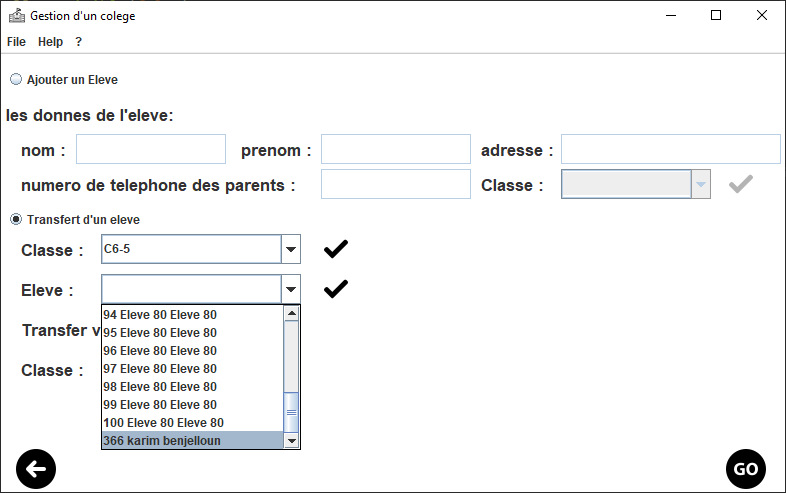 Gestion d'un colege
File Help ?
Ajouter un Eleve
les donnes de l'eleve:
nom : prenom : adresse :
numero de telephone des parents : Classe :
Transfert d'un eleve
Classe : C6-5
Eleve :
94 Eleve 80 Eleve 80
Transfer v
95 Eleve 80 Eleve 80
96 Eleve 80 Eleve 80
97 Eleve 80 Eleve 80
Classe :
98 Eleve 80 Eleve 80
99 Eleve 80 Eleve 80
100 Eleve 80 Eleve 80
366 karim benjelloun
GO